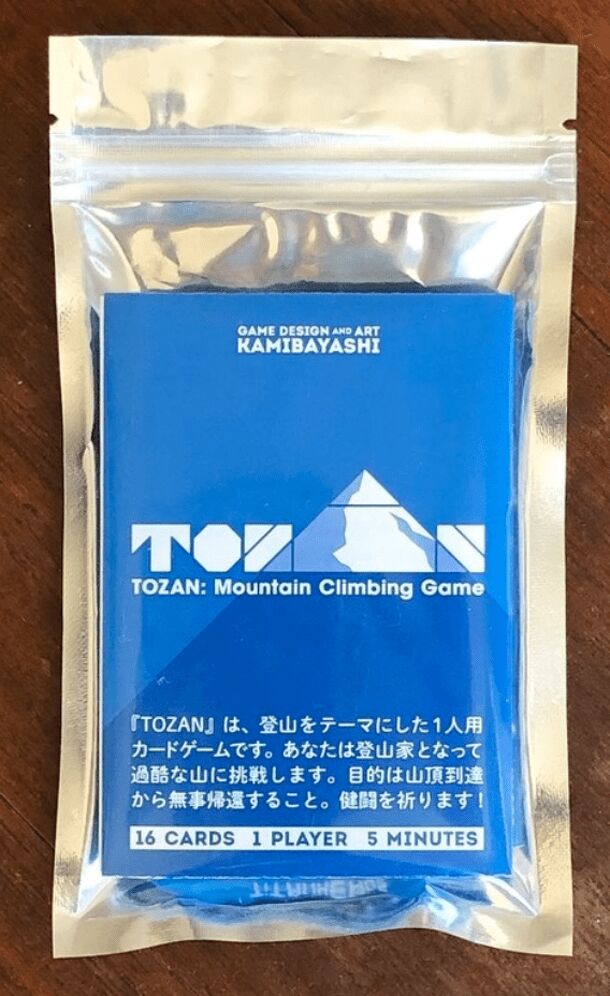 GAME DESIGN AND ART
KAMIBAYASHI
TOZAN
TOZAN: Mountain Climbing Game
『TOZAN』は、登山をテーマにした1人用
カードゲームです。あなたは登山家となって
過酷な山に挑戦します。目的は山頂到達
から無事帰還すること。健闘を祈ります!
16 CARDS 1 PLAYER 5 MINUTES